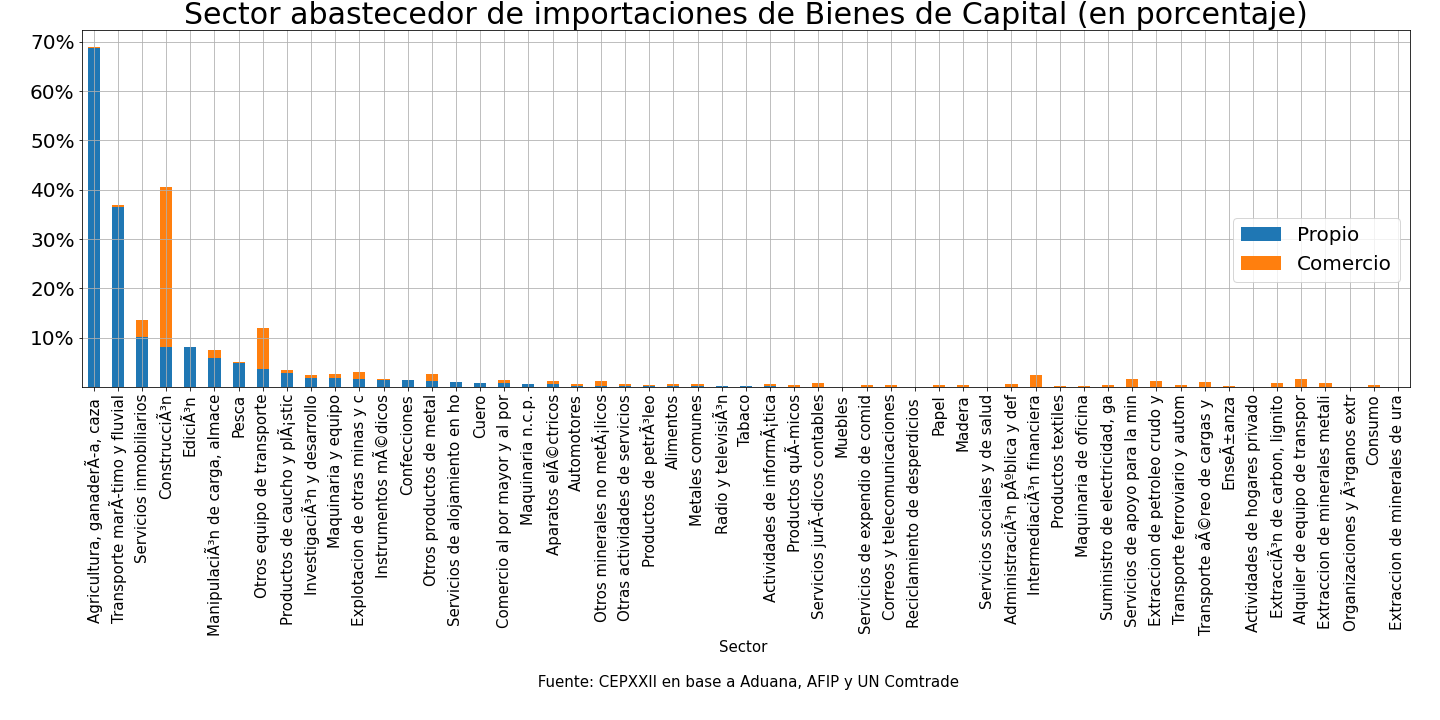 Sector abastecedor de importaciones de Bienes de Capital (en porcentaje)
70%
60%
50%
40%
30%
20%
10%
Propio
Comercio
Agricultura, ganaderÃ-a, caza
Transporte marÃ-timo y fluvial
Servicios inmobiliarios
ConstrucciÃ³n
EdiciÃ³n
ManipulaciÃ³n de carga, almace
Pesca
Otros equipo de transporte
Productos de caucho y plÃ¡stic
InvestigaciÃ³n y desarrollo
Maquinaria y equipo
Explotacion de otras minas y c
Instrumentos mÃ©dicos
Confecciones
Otros productos de metal
Servicios de alojamiento en ho
Cuero
Comercio al por mayor y al por
Maquinaria n.c.p.
Aparatos elÃ©ctricos
Automotores
Otros minerales no metÃ¡licos
Otras actividades de servicios
Productos de petrÃ³leo
Alimentos
Metales comunes
Radio y televisiÃ³n
Tabaco
Actividades de informÃ¡tica
Productos quÃ-micos
Servicios jurÃ-dicos contables
Muebles
Servicios de expendio de comid
Correos y telecomunicaciones
Reciclamiento de desperdicios
Papel
Madera
Servicios sociales y de salud
AdministraciÃ³n pÃºblica y def
IntermediaciÃ³n financiera
Productos textiles
Maquinaria de oficina
Suministro de electricidad, ga
Servicios de apoyo para la min
Extraccion de petroleo crudo y
Transporte ferroviario y autom
Transporte aÃ©reo de cargas y
EnseÃ±anza
Actividades de hogares privado
ExtracciÃ³n de carbon, lignito
Alquiler de equipo de transpor
Extraccion de minerales metali
Organizaciones y Ã³rganos extr
Consumo
Extraccion de minerales de ura
Sector
Fuente: CEPXXII en base a Aduana, AFIP y UN Comtrade